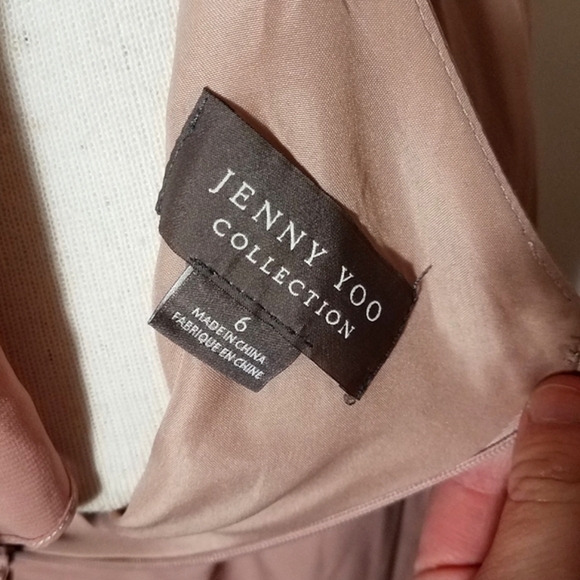 JENNY YOO
COLLECTION
6
MADE IN CHINA
FABRIQUE EN CHINE